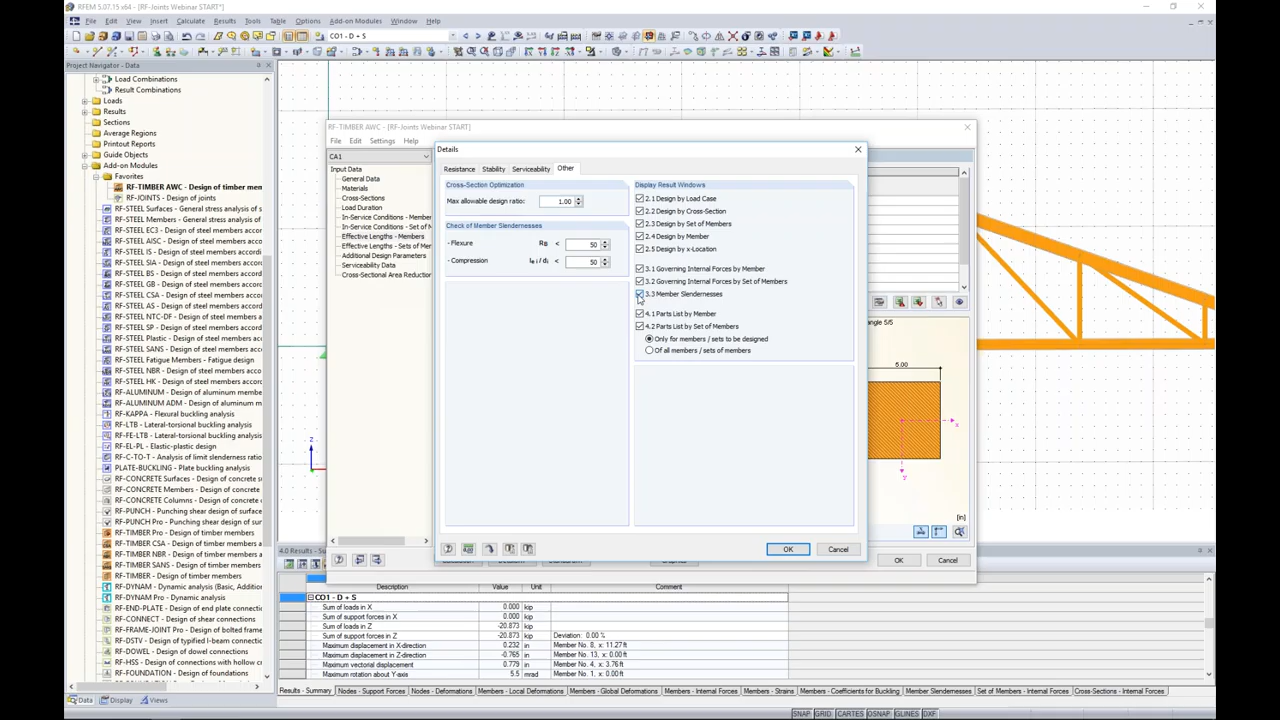 RFEM 5.07.15 x64 - [RF-Joints Webinar START*]
File Edit View Insert Calculate Results Tools Table Options Add-on Modules Window Help
CO1 - D + S
Project Navigator - Data
Load Combinations
Result Combinations
Loads
Results
Sections
Average Regions
Printout Reports
Guide Objects
Add-on Modules
Favorites
RF-TIMBER AWC - Design of timber mem
RF-JOINTS - Design of joints
RF-STEEL Surfaces - General stress analysis of s
RF-STEEL Members - General stress analysis of
RF-STEEL EC3 - Design of steel members accor
RF-STEEL AISC - Design of steel members acco
RF-STEEL IS - Design of steel members accordi
RF-STEEL SIA - Design of steel members accord
RF-STEEL BS - Design of steel members accordi
RF-STEEL GB - Design of steel members accord
RF-STEEL CSA - Design of steel members accor
RF-STEEL AS - Design of steel members accordi
RF-STEEL NTC-DF - Design of steel members a
RF-STEEL SP - Design of steel members accordi
RF-STEEL Plastic - Design of steel members acc
RF-STEEL SANS - Design of steel members acco
RF-STEEL Fatigue Members - Fatigue design
RF-STEEL NBR - Design of steel members acco
RF-STEEL HK - Design of steel members accord
RF-ALUMINUM - Design of aluminum member
RF-ALUMINUM ADM - Design of aluminum me
RF-KAPPA - Flexural buckling analysis
RF-LTB - Lateral-torsional buckling analysis
RF-FE-LTB - Lateral-torsional buckling analysis
RF-EL-PL - Elastic-plastic design
RF-C-TO-T - Analysis of limit slenderness ratio
PLATE-BUCKLING - Plate buckling analysis
RF-CONCRETE Surfaces - Design of concrete su
RF-CONCRETE Members - Design of concrete m
RF-CONCRETE Columns - Design of concrete c
RF-PUNCH - Punching shear design of surface
RF-PUNCH Pro - Punching shear design of surf
RF-TIMBER Pro - Design of timber members
RF-TIMBER CSA - Design of timber members a
RF-TIMBER NBR - Design of timber members a
RF-TIMBER SANS - Design of timber members
RF-TIMBER - Design of timber members
RF-DYNAM - Dynamic analysis (Additional: Dyn
RF-DYNAM Pro - Dynamic analysis
RF-END-PLATE - Design of end plate connectio
RF-CONNECT - Design of shear connections
RF-FRAME-JOINT Pro - Design of bolted frame
RF-DSTV - Design of typified I-beam connectio
RF-DOWEL - Design of dowel connections
RF-HSS - Design of connections with hollow cr
RF-FOUNDATION - Design of foundations
Data Display Views
RF-TIMBER AWC - [RF-Joints Webinar START]
File Edit Settings Help
CA1
Input Data
General Data
Materials
Cross-Sections
Load Duration
In-Service Conditions - Member
In-Service Conditions - Set of M
Effective Lengths - Members
Effective Lengths - Sets of Mem
Additional Design Parameters
Serviceability Data
Cross-Sectional Area Reduction
Details
Resistance Stability Serviceability Other
Cross-Section Optimization
Max allowable design ratio: 1.00
Check of Member Slendernesses
- Flexure RB < 50
- Compression le i / di < 50
Display Result Windows
2.1 Design by Load Case
2.2 Design by Cross-Section
2.3 Design by Set of Members
2.4 Design by Member
2.5 Design by x-Location
3.1 Governing Internal Forces by Member
3.2 Governing Internal Forces by Set of Members
3.3 Member Slendernesses
4.1 Parts List by Member
4.2 Parts List by Set of Members
Only for members / sets to be designed
Of all members / sets of members
OK Cancel
angle 5/5
5.00
x
Y
[in]
OK Cancel
Z
4.0 Results - Su
Description Value Unit Comment
CO1 - D + S
Sum of loads in X 0.000 kip
Sum of support forces in X 0.000 kip
Sum of loads in Z -20.873 kip
Sum of support forces in Z -20.873 kip Deviation: 0.00 %
Maximum displacement in X-direction 0.232 in Member No. 8, x: 11.27 ft
Maximum displacement in Z-direction -0.765 in Member No. 13, x: 0.00 ft
Maximum vectorial displacement 0.779 in Member No. 4, x: 3.76 ft
Maximum rotation about Y-axis 5.5 mrad Member No. 1, x: 0.00 ft
Results - Summary Nodes - Support Forces Nodes - Deformations Members - Local Deformations Members - Global Deformations Members - Internal Forces Members - Strains Members - Coefficients for Buckling Member Slendernesses Set of Members - Internal Forces Cross-Sections - Internal Forces
SNAP GRID CARTES OSNAP GLINES DXF